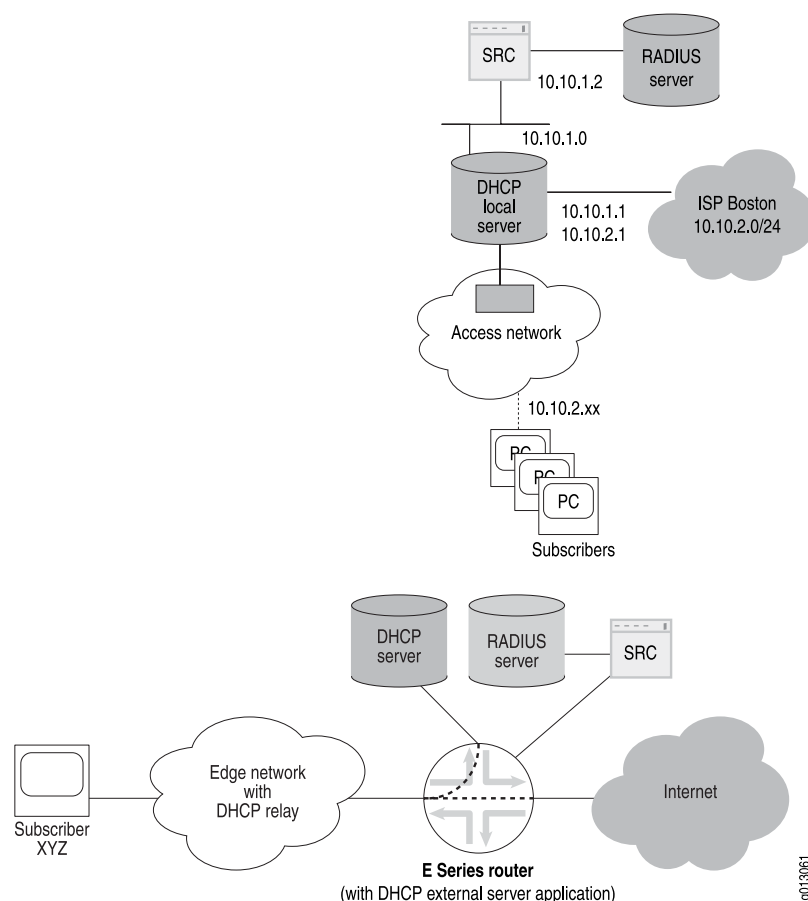 SRC
RADIUS
server
10.10.1.2
10.10.1.0
DHCP
local
server
10.10.1.1
10.10.2.1
ISP Boston
10.10.2.0/24
Access network
10.10.2.xx
PC
PC
PC
Subscribers
DHCP
server
RADIUS
server
SRC
Edge network
with
DHCP relay
Internet
Subscriber
XYZ
E Series router
(with DHCP external server application)
g013061